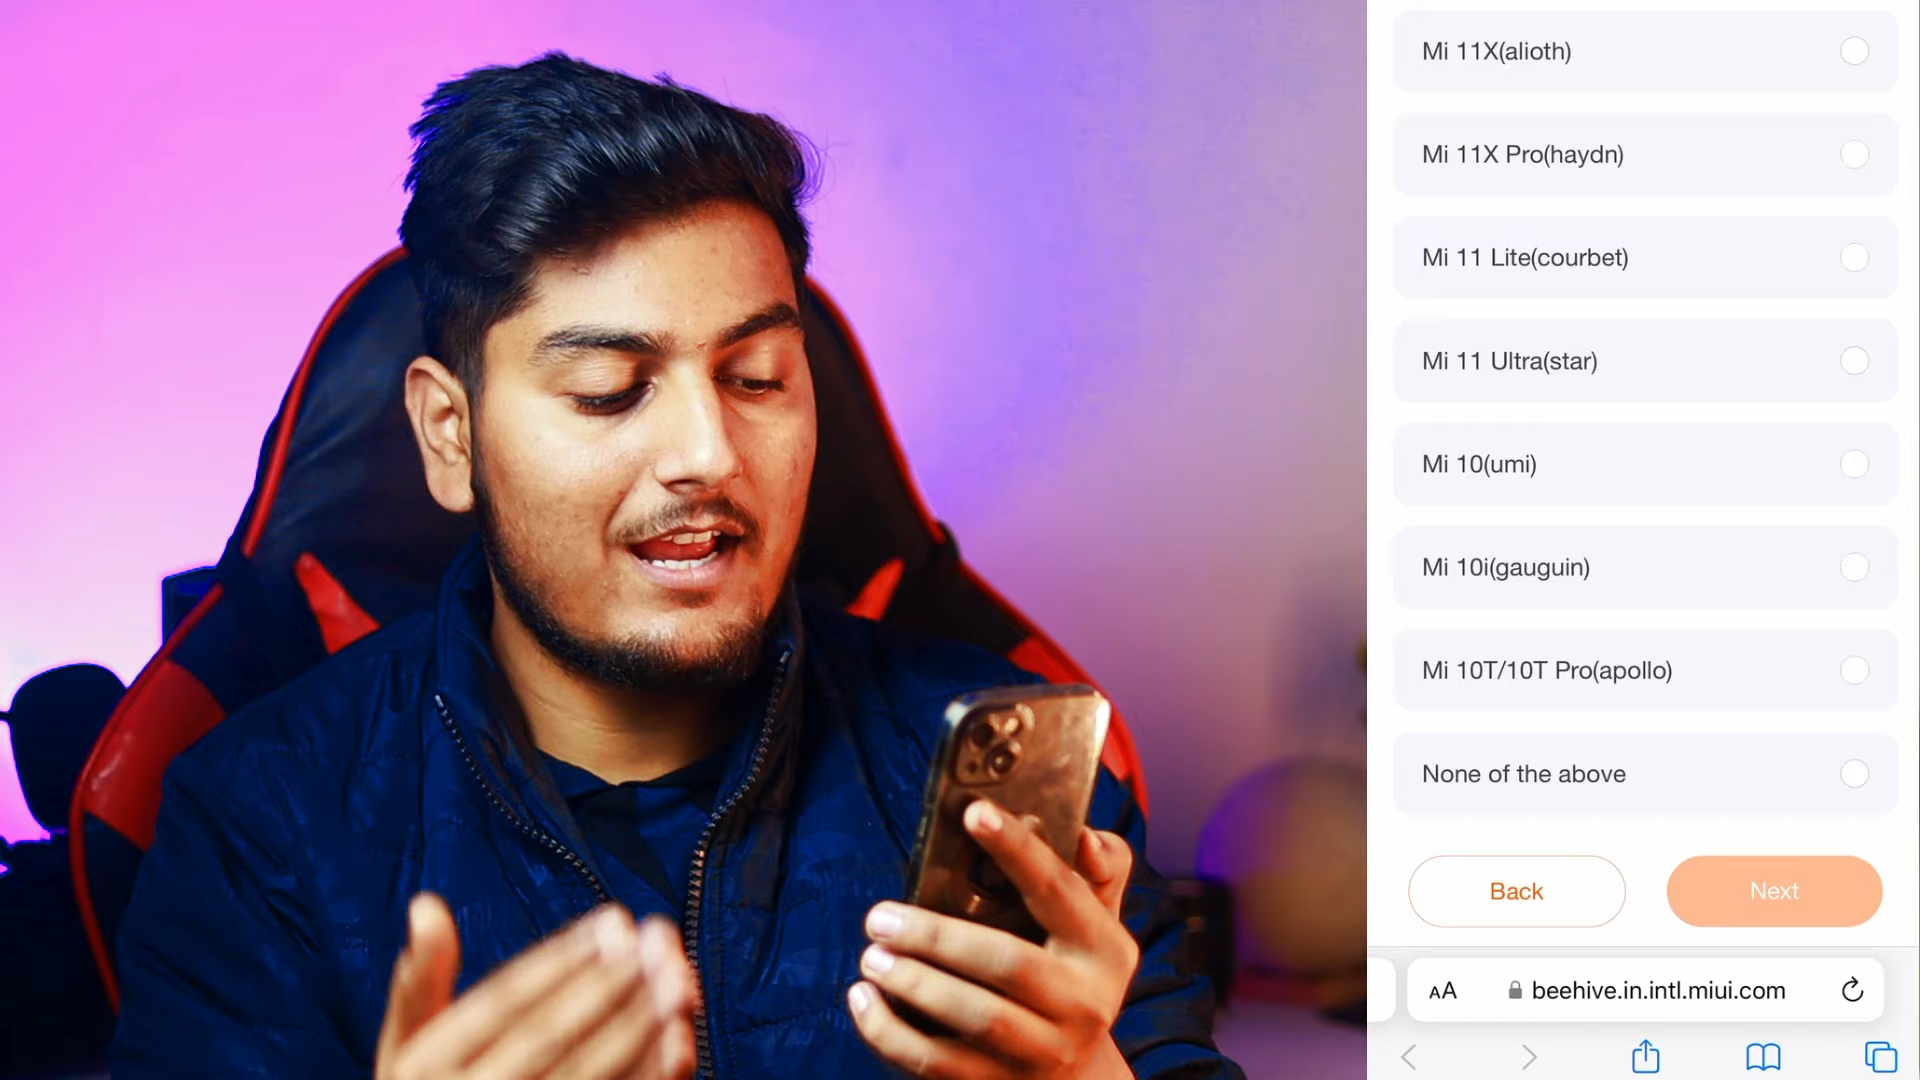 Mi 11X(alioth)
Mi 11X Pro(haydn)
Mi 11 Lite(courbet)
Mi 11 Ultra(star)
Mi 10(umi)
Mi 10i(gauguin)
Mi 10T/10T Pro(apollo)
None of the above
Back
Next
AA
beehive.in.intl.miui.com